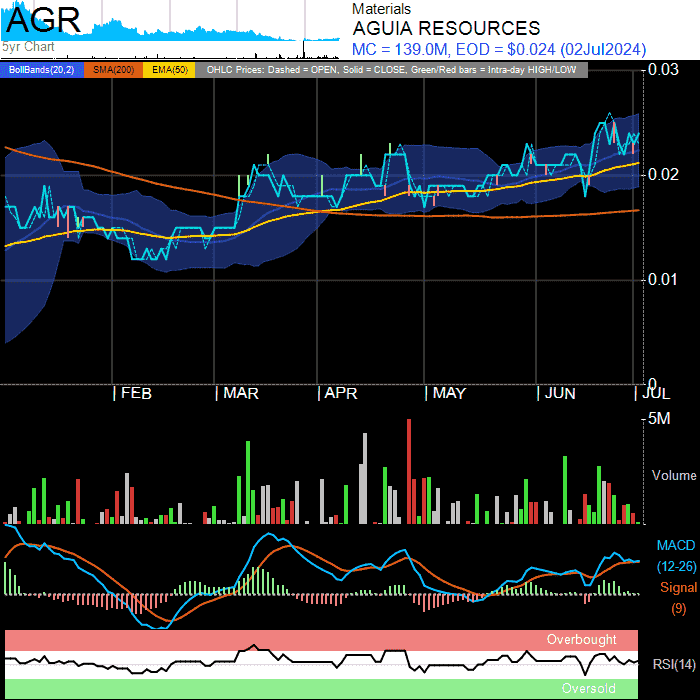 AGR
5yr Chart
Materials
AGUIA RESOURCES
MC = 139.0M, EOD = $0.024 (02Jul2024)
BollBands(20,2) SMA(200) EMA(50) OHLC Prices: Dashed = OPEN, Solid = CLOSE, Green/Red bars = Intra-day HIGH/LOW
0.03
0.02
0.01
0
FEB MAR APR MAY JUN JUL
5M
Volume
MACD
(12-26)
Signal
(9)
Overbought
RSI(14)
Oversold